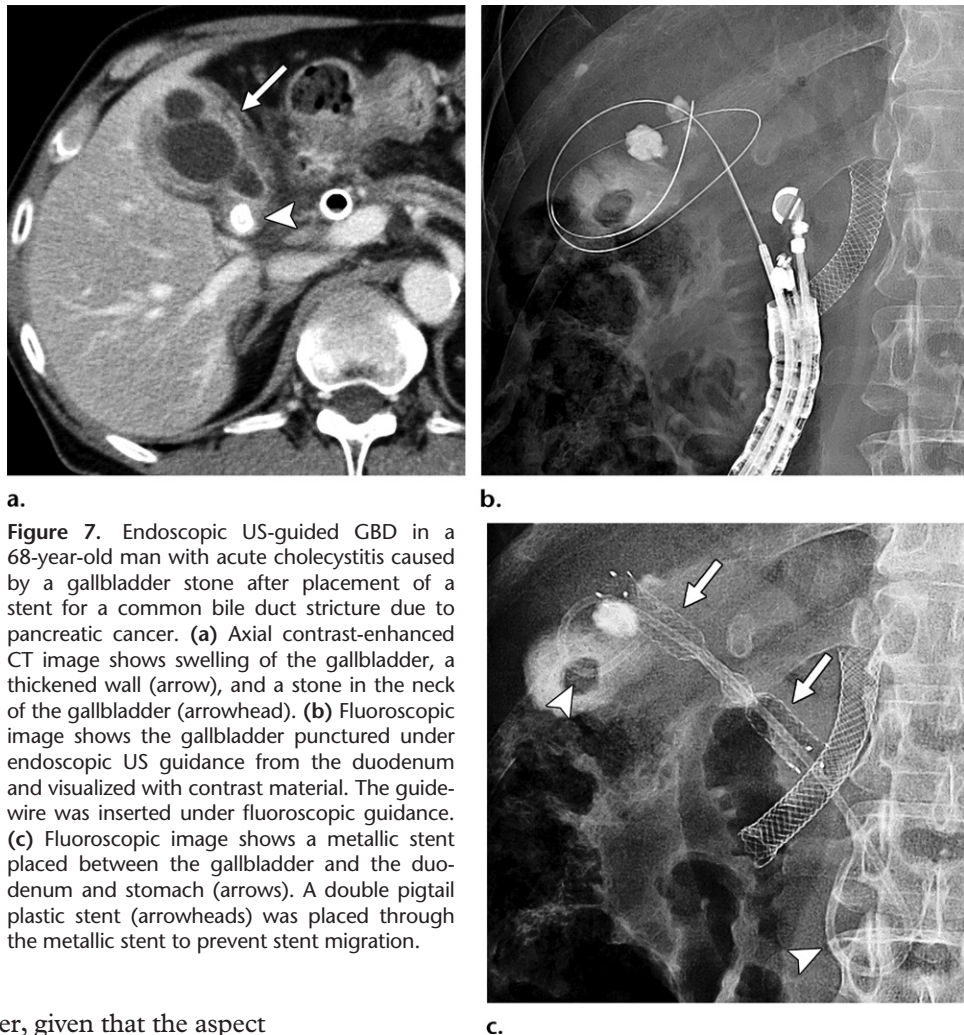 a.
b.
Figure 7. Endoscopic US-guided GBD in a
68-year-old man with acute cholecystitis caused
by a gallbladder stone after placement of a
stent for a common bile duct stricture due to
pancreatic cancer. (a) Axial contrast-enhanced
CT image shows swelling of the gallbladder, a
thickened wall (arrow), and a stone in the neck
of the gallbladder (arrowhead). (b) Fluoroscopic
image shows the gallbladder punctured under
endoscopic US guidance from the duodenum
and visualized with contrast material. The guide-
wire was inserted under fluoroscopic guidance.
(c) Fluoroscopic image shows a metallic stent
placed between the gallbladder and the duo-
denum and stomach (arrows). A double pigtail
plastic stent (arrowheads) was placed through
the metallic stent to prevent stent migration.
er, given that the aspect
c.